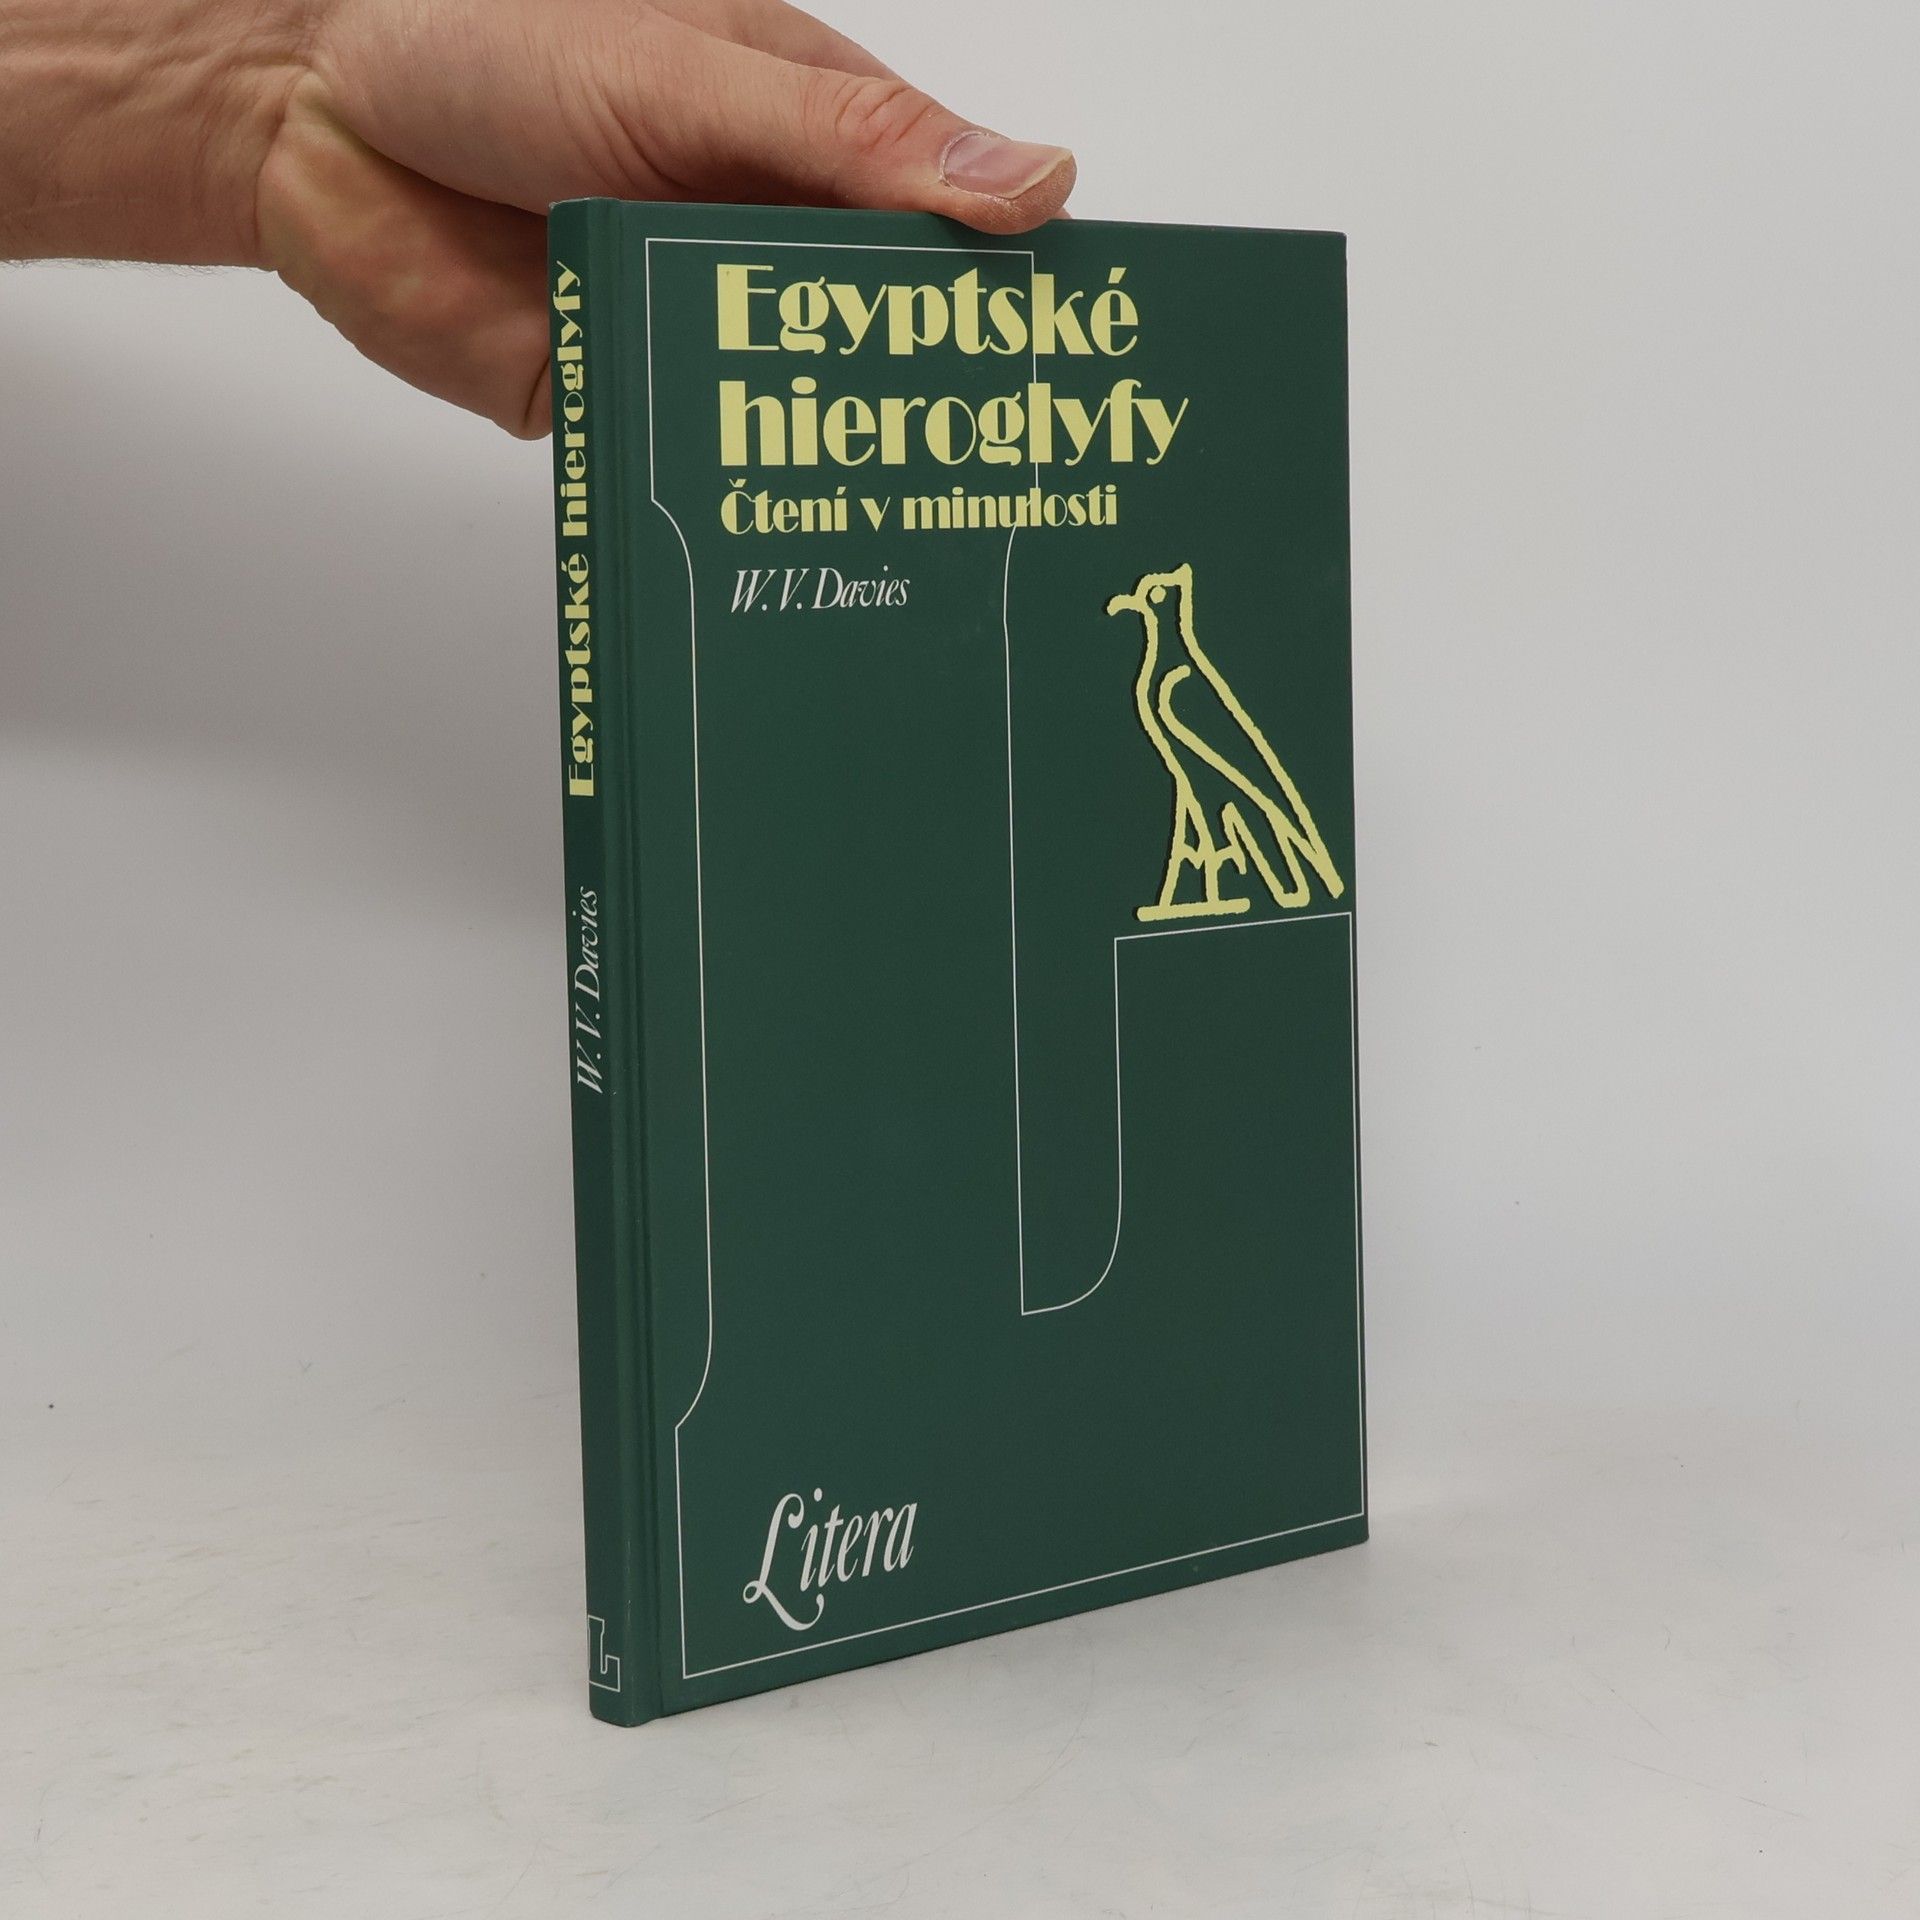 Egyptské
hieroglyfy
Čtení v minulosti
W. V. Davies
Litera
Egyptské hieroglyfy
W. V. Davies
L